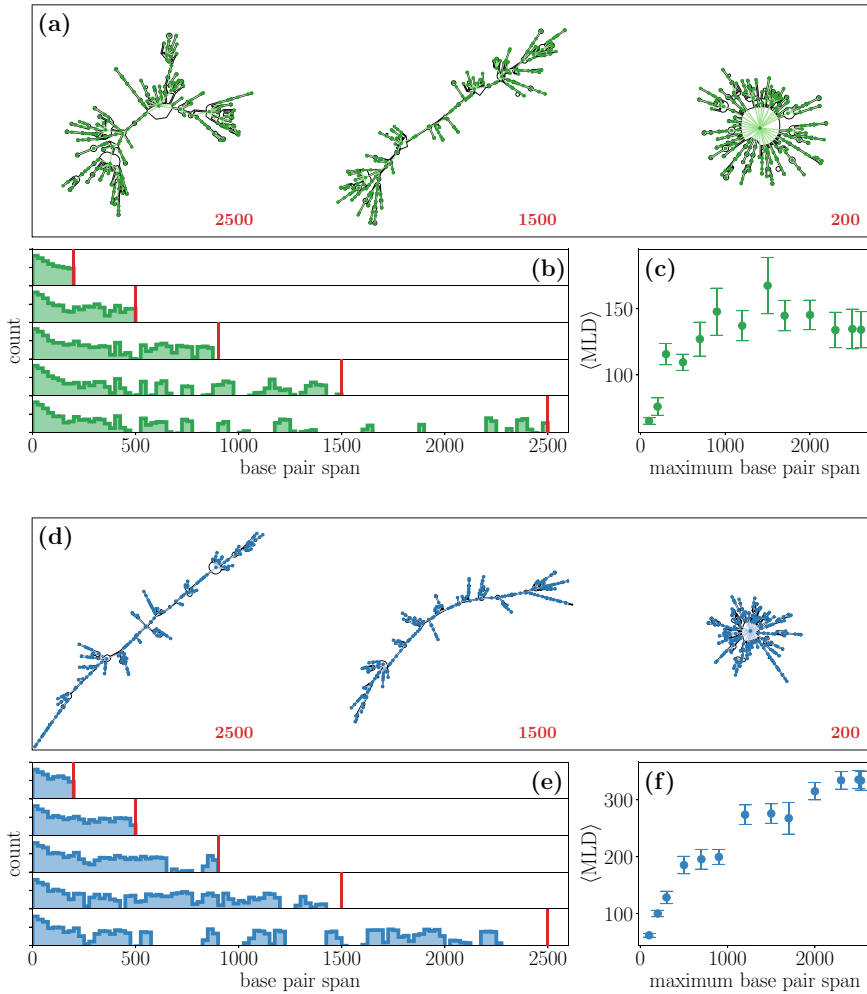 (a)
2500 1500 200
(b)
count
0 500 1000 1500 2000 2500
base pair span
(c)
⟨MLD⟩
150
100
0 1000 2000
maximum base pair span
(d)
2500 1500 200
(e)
count
0 500 1000 1500 2000 2500
base pair span
(f)
⟨MLD⟩
300
200
100
0 1000 2000
maximum base pair span